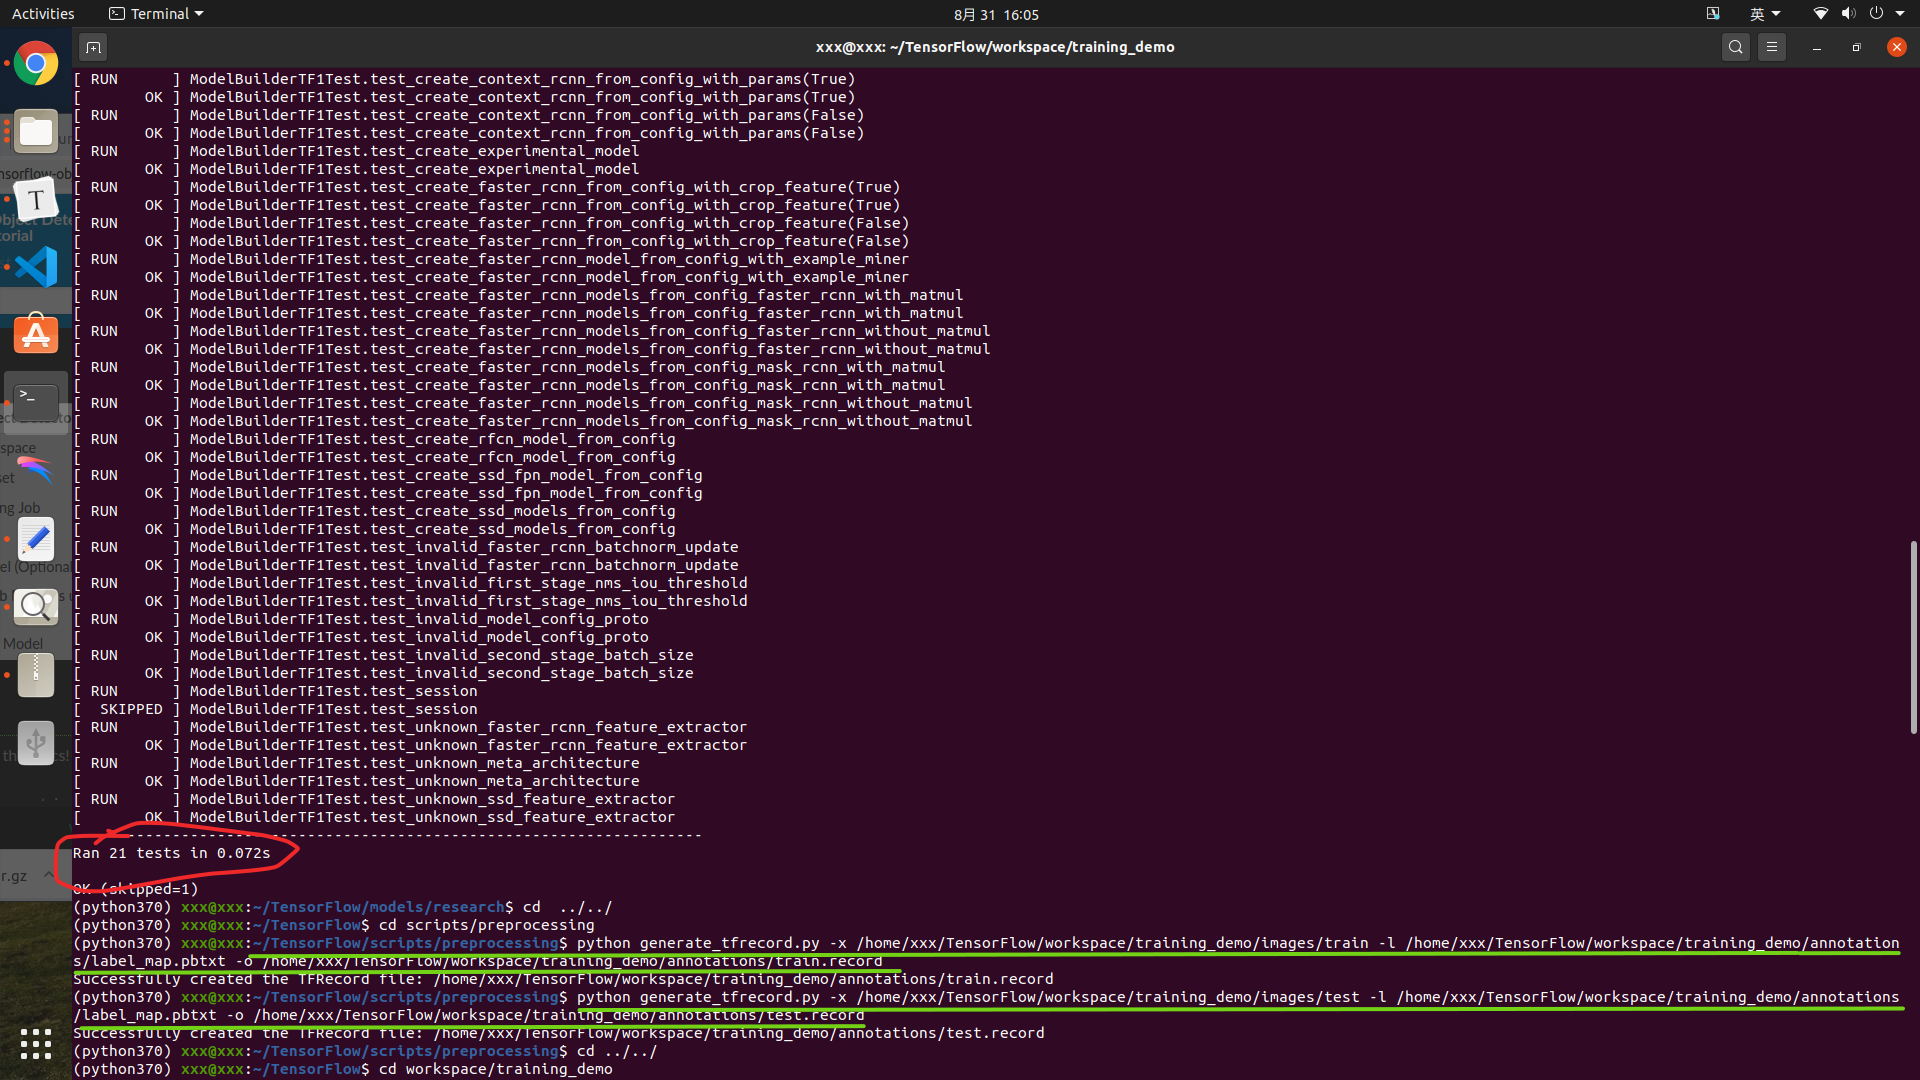 Activities
Terminal
8月 31 16:05
英
xxx@xxx: ~/TensorFlow/workspace/training_demo
[ RUN      ] ModelBuilderTF1Test.test_create_context_rcnn_from_config_with_params(True)
[       OK ] ModelBuilderTF1Test.test_create_context_rcnn_from_config_with_params(True)
[ RUN      ] ModelBuilderTF1Test.test_create_context_rcnn_from_config_with_params(False)
[       OK ] ModelBuilderTF1Test.test_create_context_rcnn_from_config_with_params(False)
[ RUN      ] ModelBuilderTF1Test.test_create_experimental_model
[       OK ] ModelBuilderTF1Test.test_create_experimental_model
[ RUN      ] ModelBuilderTF1Test.test_create_faster_rcnn_from_config_with_crop_feature(True)
[       OK ] ModelBuilderTF1Test.test_create_faster_rcnn_from_config_with_crop_feature(True)
[ RUN      ] ModelBuilderTF1Test.test_create_faster_rcnn_from_config_with_crop_feature(False)
[       OK ] ModelBuilderTF1Test.test_create_faster_rcnn_from_config_with_crop_feature(False)
[ RUN      ] ModelBuilderTF1Test.test_create_faster_rcnn_model_from_config_with_example_miner
[       OK ] ModelBuilderTF1Test.test_create_faster_rcnn_model_from_config_with_example_miner
[ RUN      ] ModelBuilderTF1Test.test_create_faster_rcnn_models_from_config_faster_rcnn_with_matmul
[       OK ] ModelBuilderTF1Test.test_create_faster_rcnn_models_from_config_faster_rcnn_with_matmul
[ RUN      ] ModelBuilderTF1Test.test_create_faster_rcnn_models_from_config_faster_rcnn_without_matmul
[       OK ] ModelBuilderTF1Test.test_create_faster_rcnn_models_from_config_faster_rcnn_without_matmul
[ RUN      ] ModelBuilderTF1Test.test_create_faster_rcnn_models_from_config_mask_rcnn_with_matmul
[       OK ] ModelBuilderTF1Test.test_create_faster_rcnn_models_from_config_mask_rcnn_with_matmul
[ RUN      ] ModelBuilderTF1Test.test_create_faster_rcnn_models_from_config_mask_rcnn_without_matmul
[       OK ] ModelBuilderTF1Test.test_create_faster_rcnn_models_from_config_mask_rcnn_without_matmul
[ RUN      ] ModelBuilderTF1Test.test_create_rfcn_model_from_config
[       OK ] ModelBuilderTF1Test.test_create_rfcn_model_from_config
[ RUN      ] ModelBuilderTF1Test.test_create_ssd_fpn_model_from_config
[       OK ] ModelBuilderTF1Test.test_create_ssd_fpn_model_from_config
[ RUN      ] ModelBuilderTF1Test.test_create_ssd_models_from_config
[       OK ] ModelBuilderTF1Test.test_create_ssd_models_from_config
[ RUN      ] ModelBuilderTF1Test.test_invalid_faster_rcnn_batchnorm_update
[       OK ] ModelBuilderTF1Test.test_invalid_faster_rcnn_batchnorm_update
[ RUN      ] ModelBuilderTF1Test.test_invalid_first_stage_nms_iou_threshold
[       OK ] ModelBuilderTF1Test.test_invalid_first_stage_nms_iou_threshold
[ RUN      ] ModelBuilderTF1Test.test_invalid_model_config_proto
[       OK ] ModelBuilderTF1Test.test_invalid_model_config_proto
[ RUN      ] ModelBuilderTF1Test.test_invalid_second_stage_batch_size
[       OK ] ModelBuilderTF1Test.test_invalid_second_stage_batch_size
[ RUN      ] ModelBuilderTF1Test.test_session
[  SKIPPED ] ModelBuilderTF1Test.test_session
[ RUN      ] ModelBuilderTF1Test.test_unknown_faster_rcnn_feature_extractor
[       OK ] ModelBuilderTF1Test.test_unknown_faster_rcnn_feature_extractor
[ RUN      ] ModelBuilderTF1Test.test_unknown_meta_architecture
[       OK ] ModelBuilderTF1Test.test_unknown_meta_architecture
[ RUN      ] ModelBuilderTF1Test.test_unknown_ssd_feature_extractor
[       OK ] ModelBuilderTF1Test.test_unknown_ssd_feature_extractor
----------------------------------------------------------------------
Ran 21 tests in 0.072s
OK (skipped=1)
(python370) xxx@xxx:~/TensorFlow/models/research$ cd  ../../
(python370) xxx@xxx:~/TensorFlow$ cd scripts/preprocessing
(python370) xxx@xxx:~/TensorFlow/scripts/preprocessing$ python generate_tfrecord.py -x /home/xxx/TensorFlow/workspace/training_demo/images/train -l /home/xxx/TensorFlow/workspace/training_demo/annotation
s/label_map.pbtxt -o /home/xxx/TensorFlow/workspace/training_demo/annotations/train.record
Successfully created the TFRecord file: /home/xxx/TensorFlow/workspace/training_demo/annotations/train.record
(python370) xxx@xxx:~/TensorFlow/scripts/preprocessing$ python generate_tfrecord.py -x /home/xxx/TensorFlow/workspace/training_demo/images/test -l /home/xxx/TensorFlow/workspace/training_demo/annotations
/label_map.pbtxt -o /home/xxx/TensorFlow/workspace/training_demo/annotations/test.record
Successfully created the TFRecord file: /home/xxx/TensorFlow/workspace/training_demo/annotations/test.record
(python370) xxx@xxx:~/TensorFlow/scripts/preprocessing$ cd ../../
(python370) xxx@xxx:~/TensorFlow$ cd workspace/training_demo
nsorflow-ob
Object Dete
orial
space
set
ng Job
el (Optiona
Model
r.gz